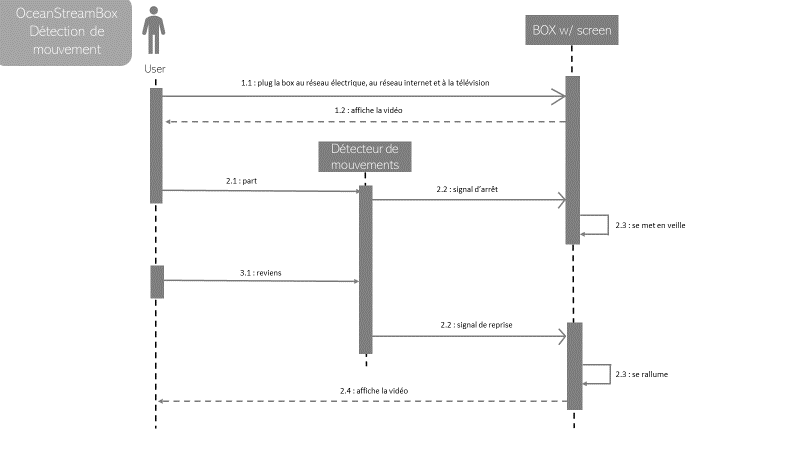 OceanStreamBox
Détection de
mouvement
User
BOX w/ screen
1.1 : plug la box au réseau électrique, au réseau internet et à la télévision
1.2 : affiche la vidéo
Détecteur de
mouvements
2.1 : part
2.2 : signal d'arrêt
2.3 : se met en veille
3.1 : reviens
2.2 : signal de reprise
2.3 : se rallume
2.4 : affiche la vidéo